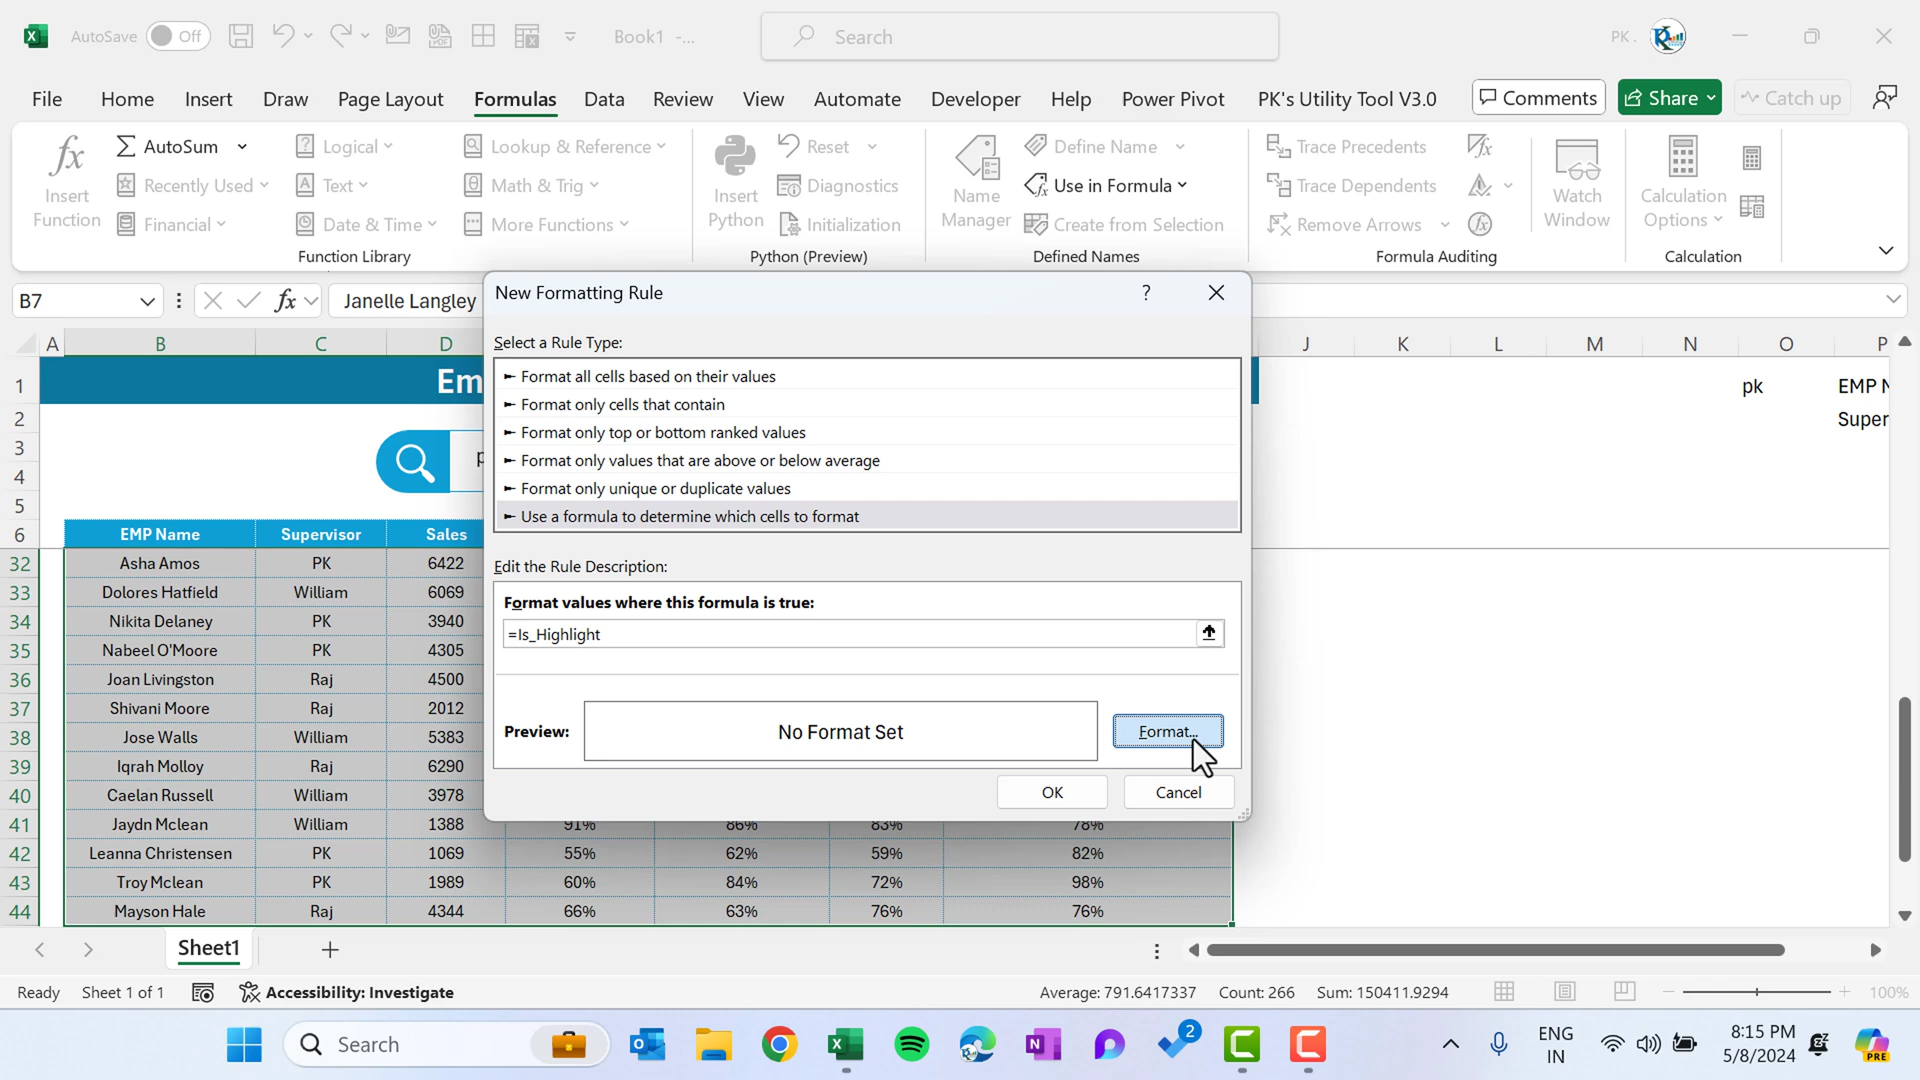 AutoSave Off Book1 -... Search PK .
File Home Insert Draw Page Layout Formulas Data Review View Automate Developer Help Power Pivot PK's Utility Tool V3.0 Comments Share Catch up
AutoSum Logical Lookup & Reference Reset Define Name Trace Precedents
Recently Used Text Math & Trig Diagnostics Use in Formula Trace Dependents
Insert Function
Financial Date & Time More Functions Initialization Create from Selection Remove Arrows
Insert Python
Name Manager
Watch Window
Calculation Options
Function Library Python (Preview) Defined Names Formula Auditing Calculation
B7 fx Janelle Langley
A B C D J K L M N O P
1 Em pk EMP N
2 Super
3 p
4
5
6 EMP Name Supervisor Sales
32 Asha Amos PK 6422
33 Dolores Hatfield William 6069
34 Nikita Delaney PK 3940
35 Nabeel O'Moore PK 4305
36 Joan Livingston Raj 4500
37 Shivani Moore Raj 2012
38 Jose Walls William 5383
39 Iqrah Molloy Raj 6290
40 Caelan Russell William 3978
41 Jaydn Mclean William 1388 91% 86% 83% 78%
42 Leanna Christensen PK 1069 55% 62% 59% 82%
43 Troy Mclean PK 1989 60% 84% 72% 98%
44 Mayson Hale Raj 4344 66% 63% 76% 76%
New Formatting Rule ?
Select a Rule Type:
► Format all cells based on their values
► Format only cells that contain
► Format only top or bottom ranked values
► Format only values that are above or below average
► Format only unique or duplicate values
► Use a formula to determine which cells to format
Edit the Rule Description:
Format values where this formula is true:
=Is_Highlight
Preview: No Format Set Format...
OK Cancel
Sheet1
Ready Sheet 1 of 1 Accessibility: Investigate Average: 791.6417337 Count: 266 Sum: 150411.9294 100%
Search 2 ENG IN 8:15 PM 5/8/2024 PRE